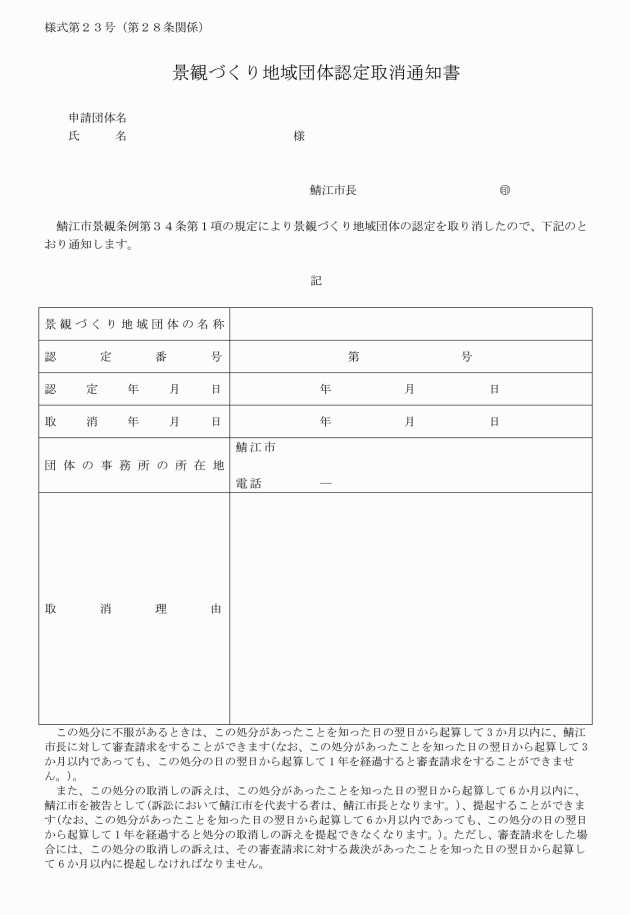 様式第２３号（第２８条関係）
景観づくり地域団体認定取消通知書
申請団体名
氏　　　名　　　　　　　　　　　　　　様
鯖江市長　　　　　　　　　　　　㊞
　鯖江市景観条例第３４条第１項の規定により景観づくり地域団体の認定を取り消したので、下記のと
おり通知します。
記
景観づくり地域団体の名称
認定番号　　第　　　　　　　　号
認定年月日　　年　　　　　　月　　　　　　日
取消年月日　　年　　　　　　月　　　　　　日
団体の事務所の所在地
鯖江市
電話　　　　　―
取消理由
　この処分に不服があるときは、この処分があったことを知った日の翌日から起算して３か月以内に、鯖江
市長に対して審査請求をすることができます(なお、この処分があったことを知った日の翌日から起算して３
か月以内であっても、この処分の日の翌日から起算して１年を経過すると審査請求をすることができませ
ん。)。
　また、この処分の取消しの訴えは、この処分があったことを知った日の翌日から起算して６か月以内に、
鯖江市を被告として(訴訟において鯖江市を代表する者は、鯖江市長となります。)、提起することができま
す(なお、この処分があったことを知った日の翌日から起算して６か月以内であっても、この処分の日の翌日
から起算して１年を経過すると処分の取消しの訴えを提起できなくなります。)。ただし、審査請求をした場
合には、この処分の取消しの訴えは、その審査請求に対する裁決があったことを知った日の翌日から起算し
て６か月以内に提起しなければなりません。